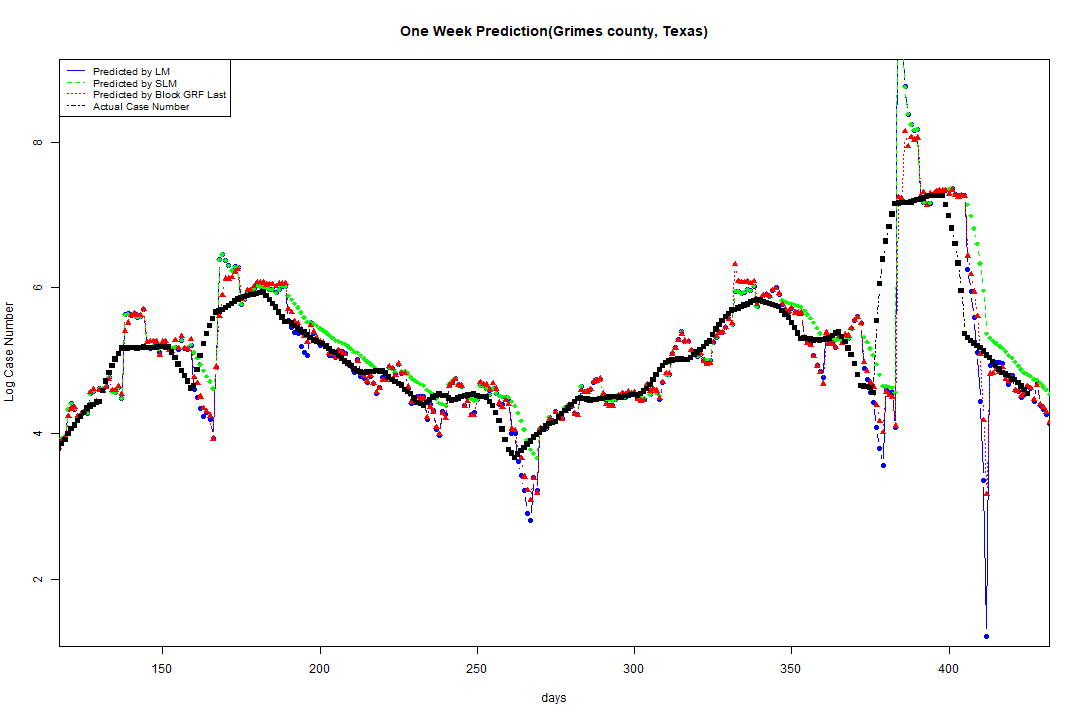 One Week Prediction(Grimes county, Texas)
Predicted by LM
Predicted by SLM
Predicted by Block GRF Last
Actual Case Number
8
6
4
2
Log Case Number
150 200 250 300 350 400
days